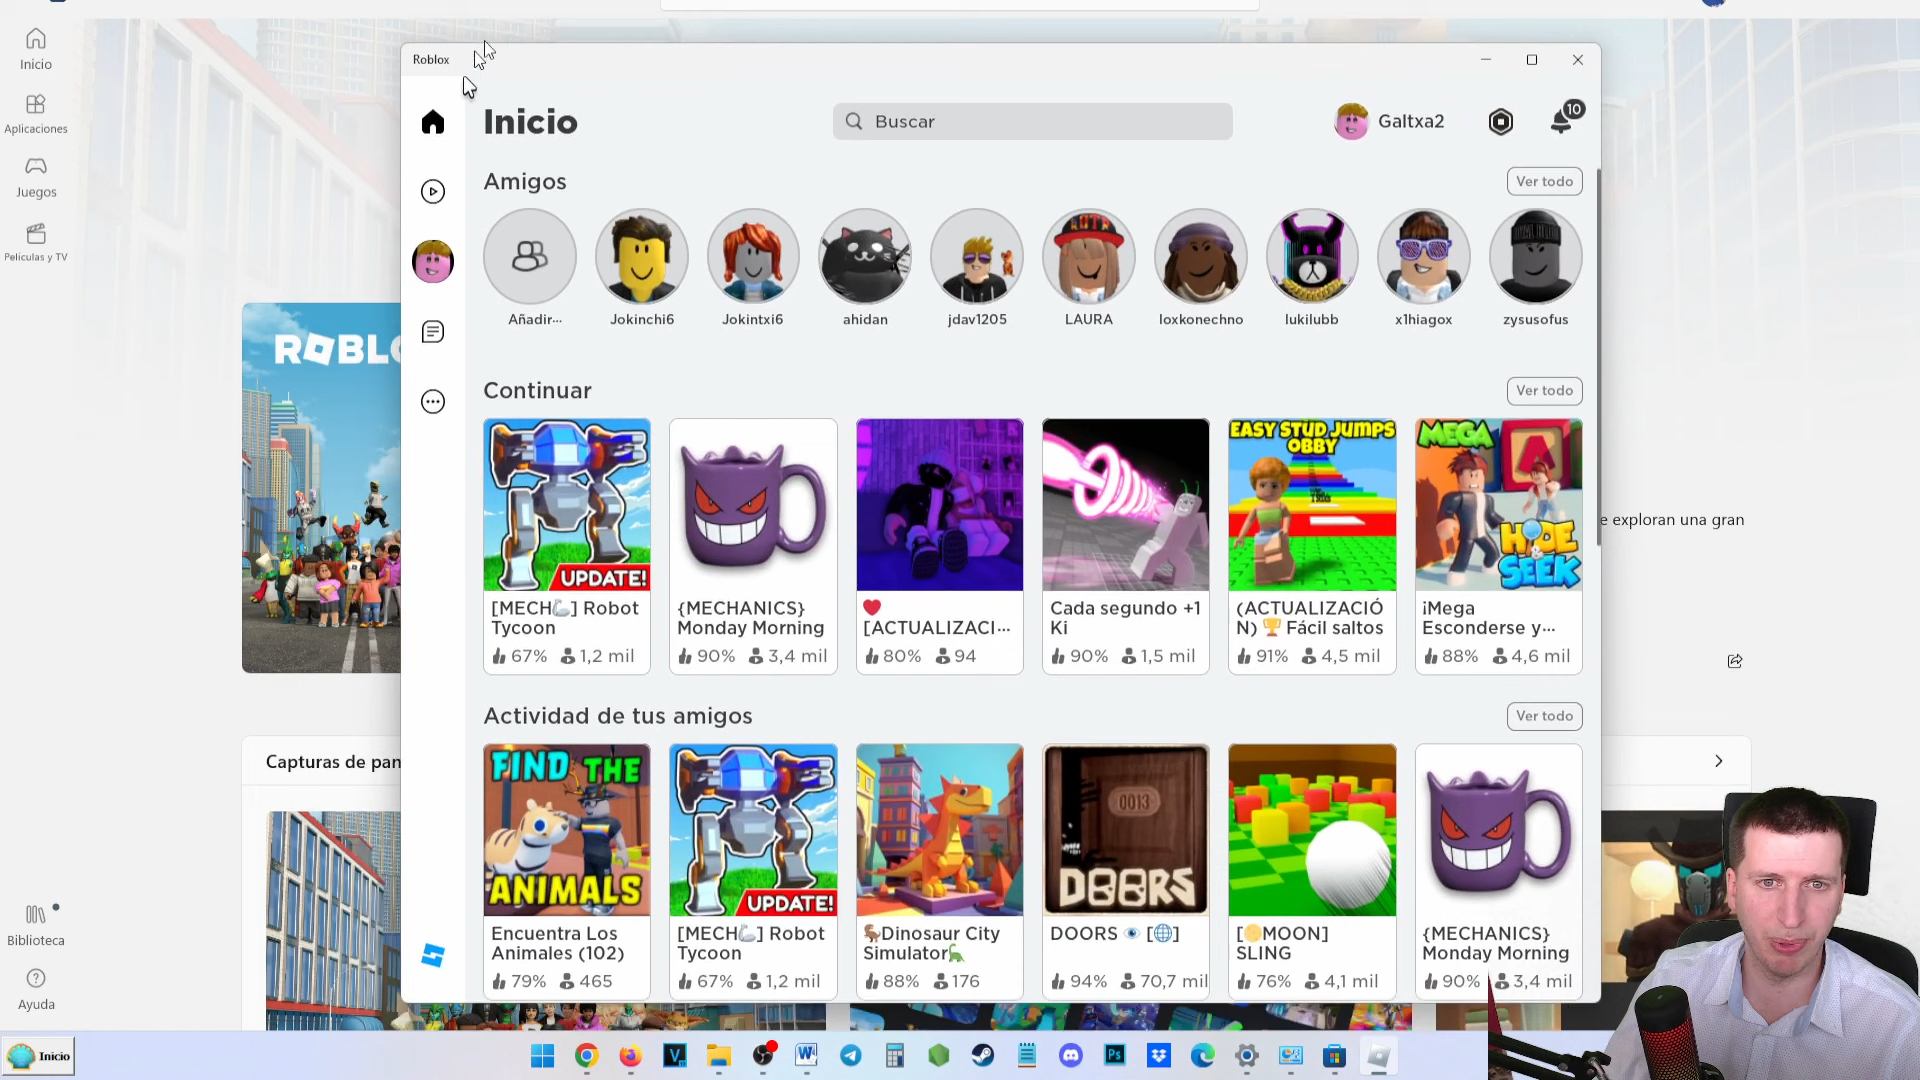 Inicio
Aplicaciones
Juegos
Películas y TV
Biblioteca
Ayuda
ROBLO
Capturas de pan
e exploran una gran
Roblox
Inicio
Buscar
Galtxa2
10
Amigos
Ver todo
Añadir...
Jokinchi6
Jokintxi6
ahidan
jdav1205
LAURA
loxkonechno
lukilubb
x1hiagox
zysusofus
Continuar
Ver todo
UPDATE!
EASY STUD JUMPS
OBBY
MEGA
A
HIDE
SEEK
[MECH🦾] Robot
Tycoon
67% 1,2 mil
{MECHANICS}
Monday Morning
90% 3,4 mil
❤️
[ACTUALIZACI...
80% 94
Cada segundo +1
Ki
90% 1,5 mil
(ACTUALIZACIÓ
N) 🏆 Fácil saltos
91% 4,5 mil
¡Mega
Esconderse y...
88% 4,6 mil
Actividad de tus amigos
Ver todo
FIND THE
ANIMALS
UPDATE!
0013
DOORS
Encuentra Los
Animales (102)
79% 465
[MECH🦾] Robot
Tycoon
67% 1,2 mil
🦖Dinosaur City
Simulator🦕
88% 176
DOORS 👁️ [🌐]
94% 70,7 mil
[🌕MOON]
SLING
76% 4,1 mil
{MECHANICS}
Monday Morning
90% 3,4 mil
Inicio
V
W
Ps